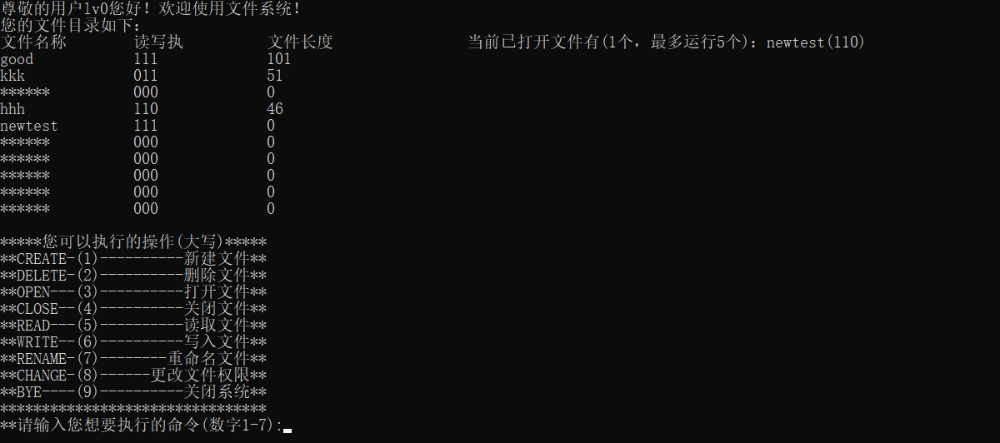 尊敬的用户lv0您好！欢迎使用文件系统！
您的文件目录如下：
文件名称 读写执 文件长度 当前已打开文件有(1个，最多运行5个)：newtest(110)
good 111 101
kkk 011 51
****** 000 0
hhh 110 46
newtest 111 0
****** 000 0
****** 000 0
****** 000 0
****** 000 0
****** 000 0
*****您可以执行的操作(大写)*****
**CREATE-(1)----------新建文件**
**DELETE-(2)----------删除文件**
**OPEN---(3)----------打开文件**
**CLOSE--(4)----------关闭文件**
**READ---(5)----------读取文件**
**WRITE--(6)----------写入文件**
**RENAME-(7)--------重命名文件**
**CHANGE-(8)------更改文件权限**
**BYE----(9)----------关闭系统**
********************************
**请输入您想要执行的命令(数字1-7):